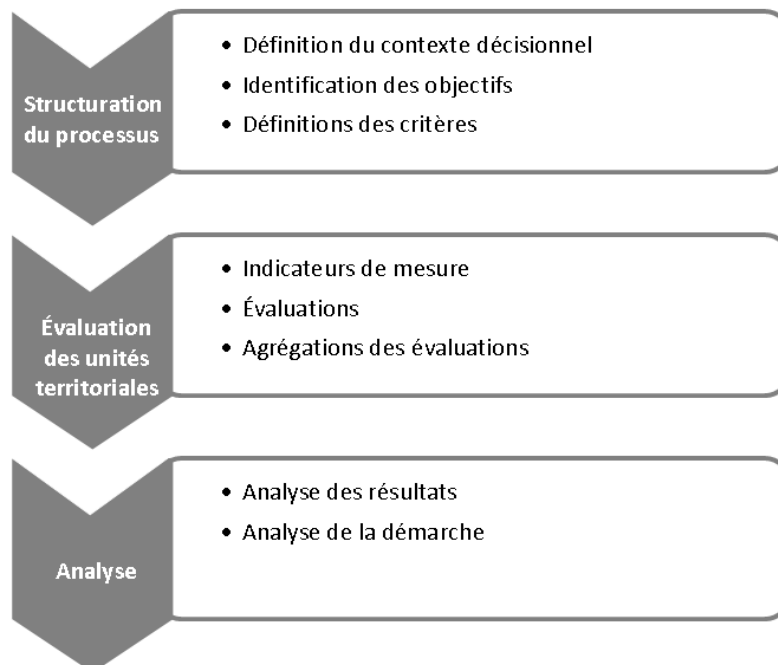 Structuration
du processus
• Définition du contexte décisionnel
• Identification des objectifs
• Définitions des critères
Évaluation
des unités
territoriales
• Indicateurs de mesure
• Évaluations
• Agrégations des évaluations
Analyse
• Analyse des résultats
• Analyse de la démarche